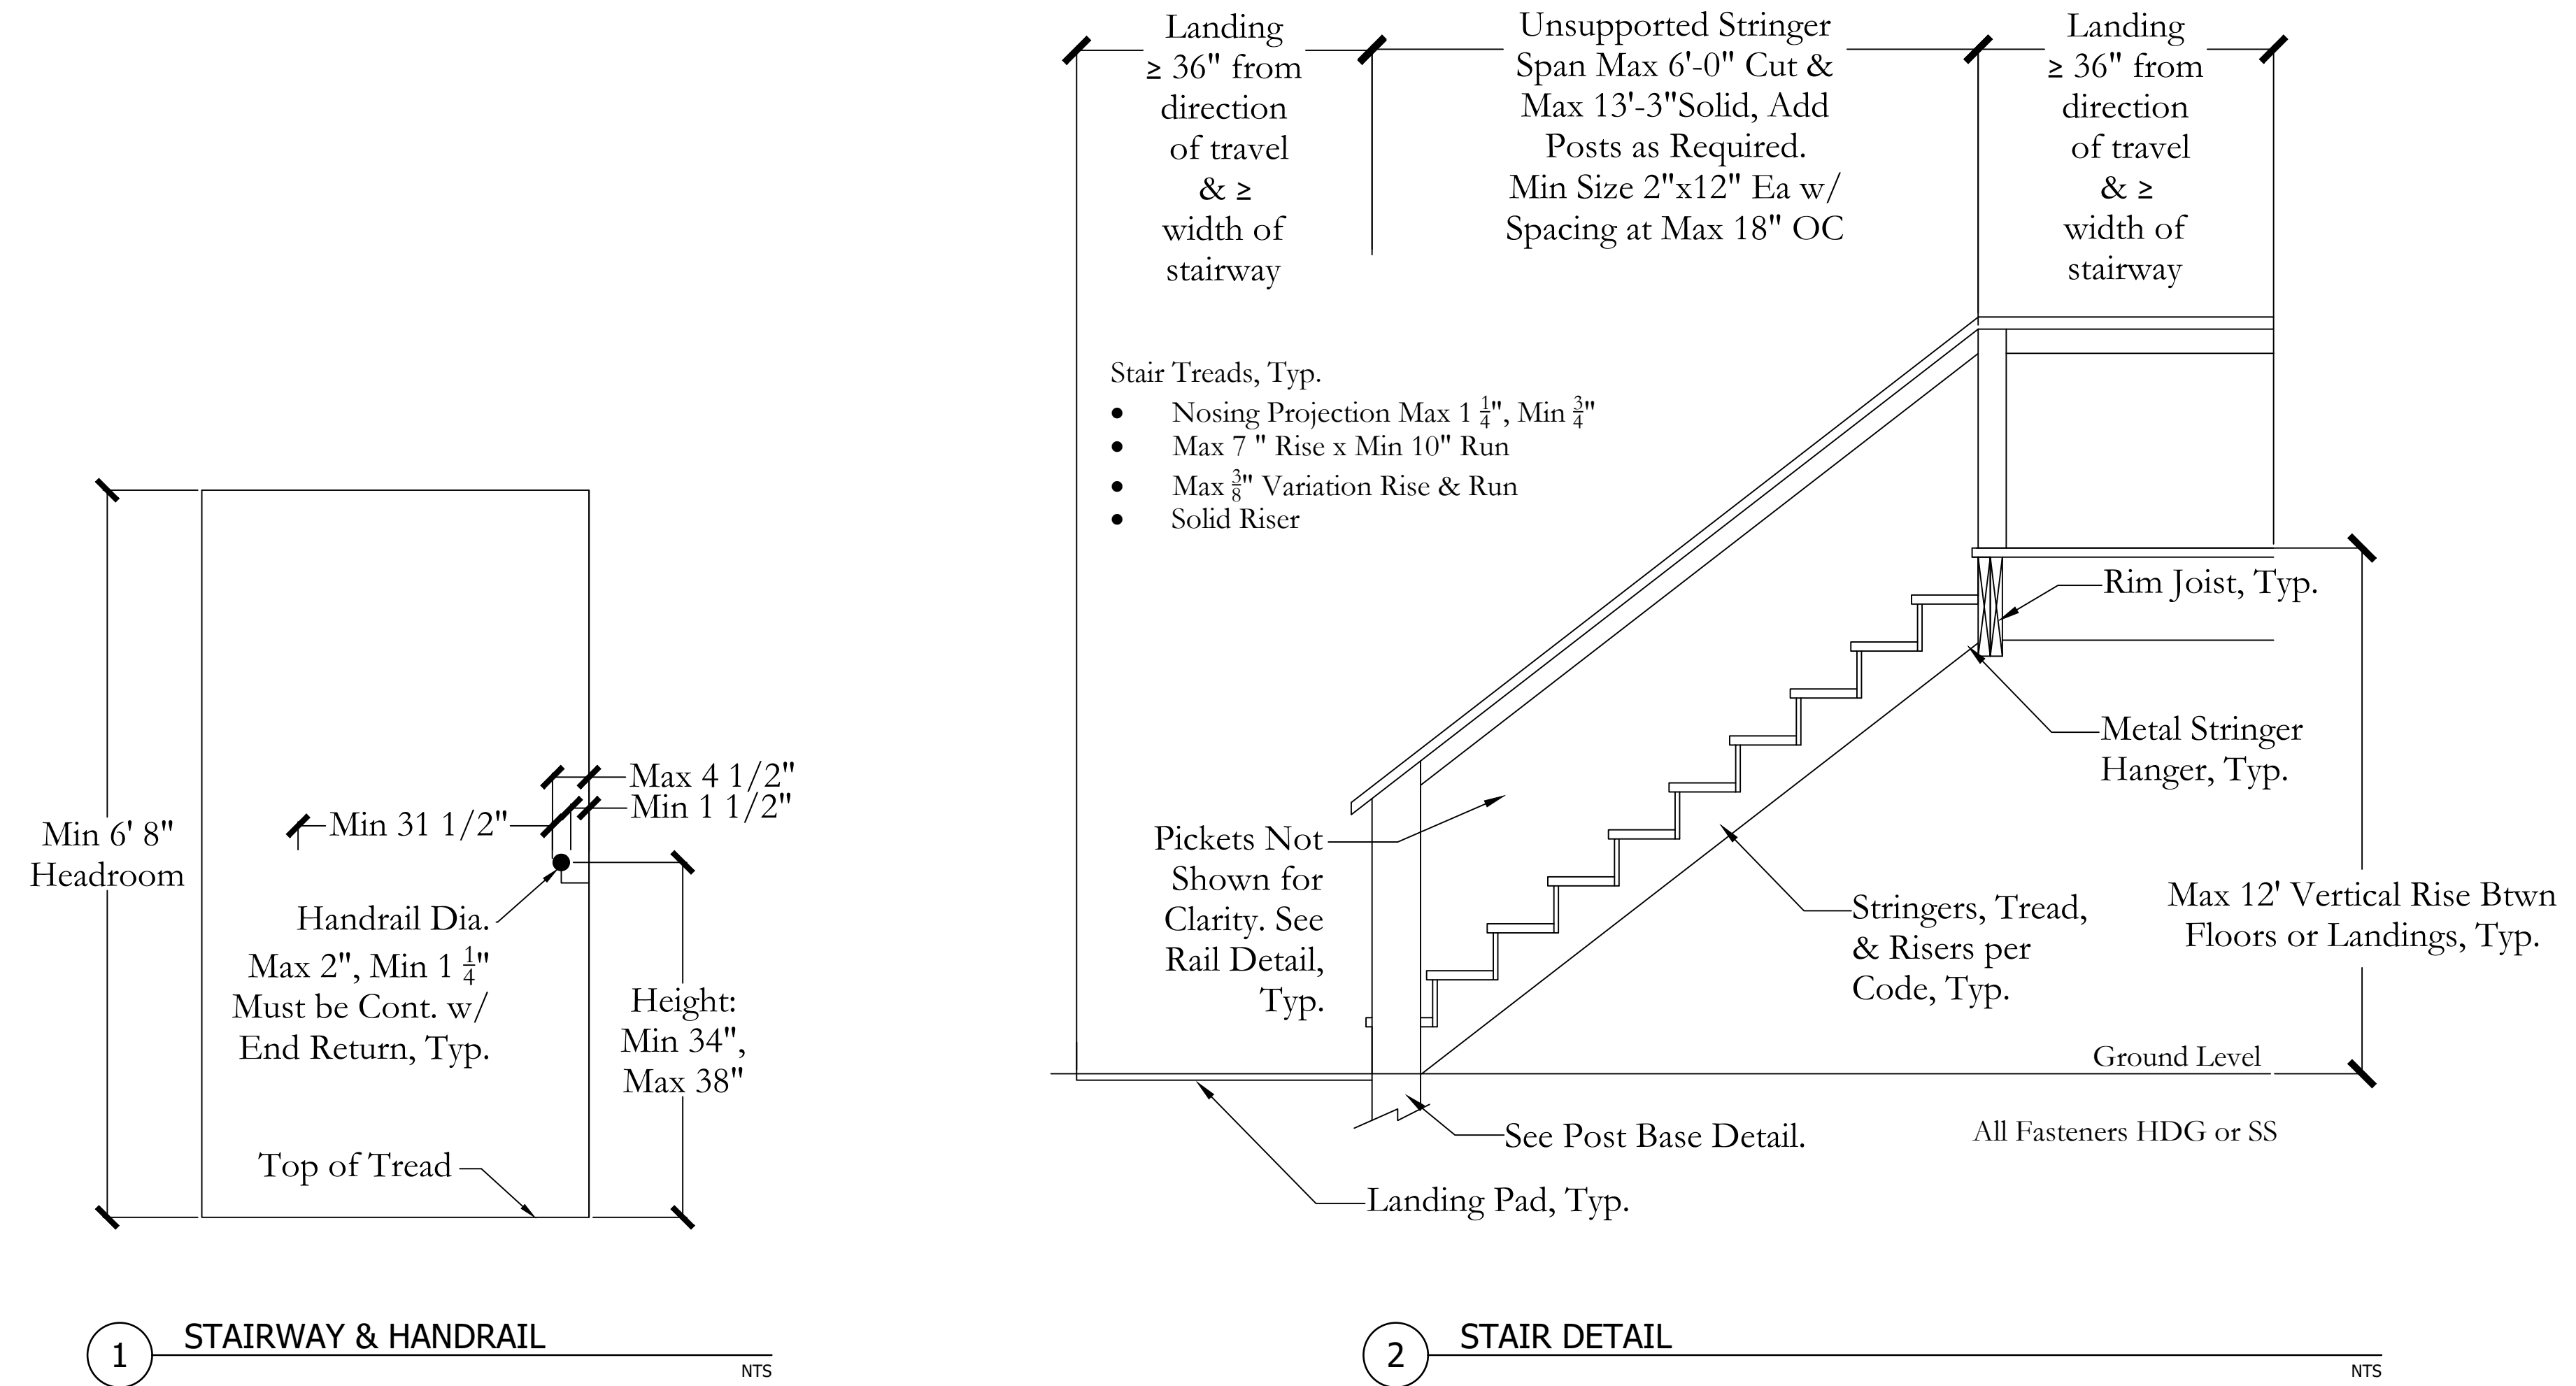 Landing
≥ 36" from
direction
of travel
& ≥
width of
stairway
Unsupported Stringer
Span Max 6'-0" Cut &
Max 13'-3"Solid, Add
Posts as Required.
Min Size 2"x12" Ea w/
Spacing at Max 18" OC
Landing
≥ 36" from
direction
of travel
& ≥
width of
stairway
Stair Treads, Typ.
• Nosing Projection Max 1 1/4", Min 3/4"
• Max 7 " Rise x Min 10" Run
• Max 3/8" Variation Rise & Run
• Solid Riser
Rim Joist, Typ.
Metal Stringer
Hanger, Typ.
Pickets Not
Shown for
Clarity. See
Rail Detail,
Typ.
Stringers, Tread,
& Risers per
Code, Typ.
Max 12' Vertical Rise Btwn
Floors or Landings, Typ.
Ground Level
See Post Base Detail.
All Fasteners HDG or SS
Landing Pad, Typ.
Max 4 1/2"
Min 1 1/2"
Min 31 1/2"
Min 6' 8"
Headroom
Handrail Dia.
Max 2", Min 1 1/4"
Must be Cont. w/
End Return, Typ.
Height:
Min 34",
Max 38"
Top of Tread
1 STAIRWAY & HANDRAIL
NTS
2 STAIR DETAIL
NTS